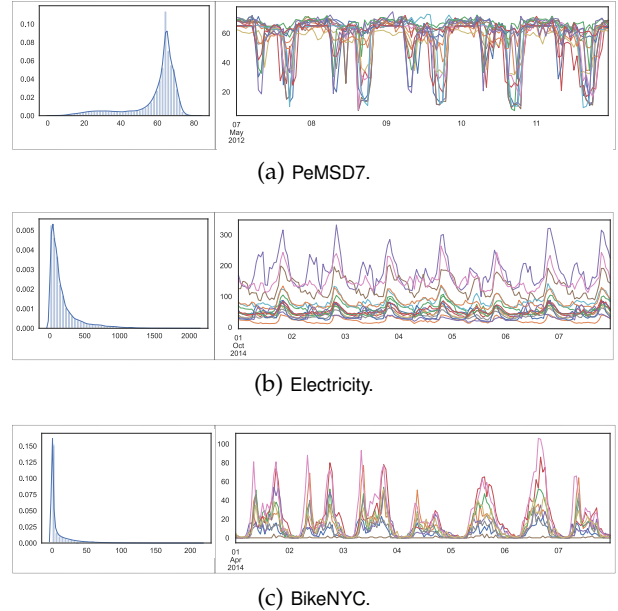 0.10
0.08
0.06
0.04
0.02
0.00
0 20 40 60 80
60
40
20
07 08 09 10 11
May
2012
(a) PeMSD7.
0.005
0.004
0.003
0.002
0.001
0.000
0 500 1000 1500 2000
300
200
100
0
01 02 03 04 05 06 07
Oct
2014
(b) Electricity.
0.150
0.125
0.100
0.075
0.050
0.025
0.000
0 50 100 150 200
100
80
60
40
20
0
01 02 03 04 05 06 07
Apr
2014
(c) BikeNYC.